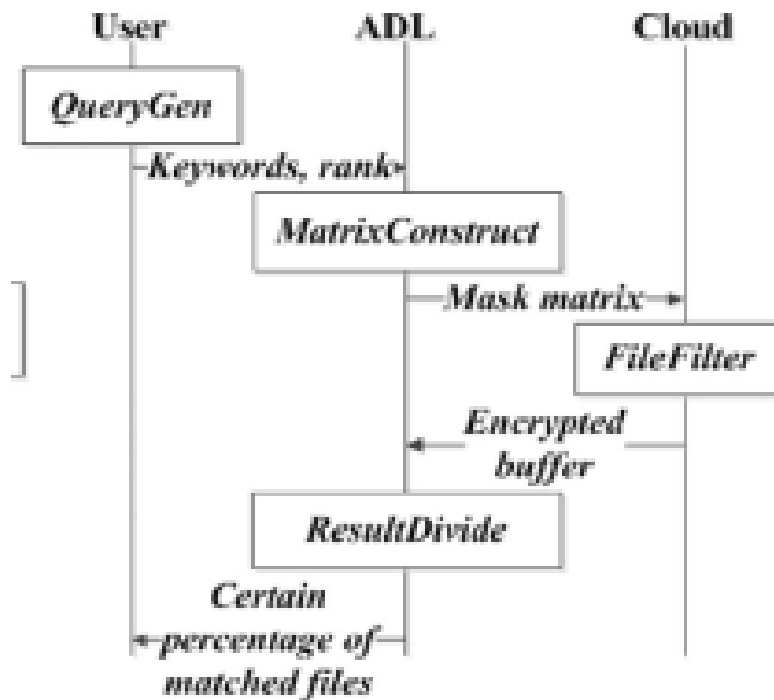 User ADL Cloud
QueryGen
Keywords, rank
MatrixConstruct
Mask matrix
FileFilter
Encrypted
buffer
ResultDivide
Certain
percentage of
matched files